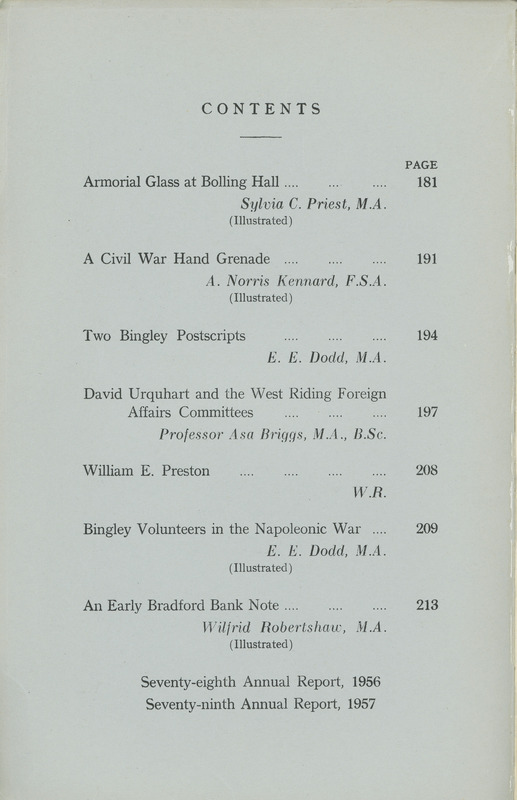 CONTENTS
PAGE
Armorial Glass at Bolling Hall .... .... .... 181
Sylvia C. Priest, M.A.
(Illustrated)
A Civil War Hand Grenade .... .... .... 191
A. Norris Kennard, F.S.A.
(Illustrated)
Two Bingley Postscripts .... .... .... 194
E. E. Dodd, M.A.
David Urquhart and the West Riding Foreign
Affairs Committees .... .... .... 197
Professor Asa Briggs, M.A., B.Sc.
William E. Preston .... .... .... .... 208
W.R.
Bingley Volunteers in the Napoleonic War .... 209
E. E. Dodd, M.A.
(Illustrated)
An Early Bradford Bank Note .... .... .... 213
Wilfrid Robertshaw, M.A.
(Illustrated)
Seventy-eighth Annual Report, 1956
Seventy-ninth Annual Report, 1957